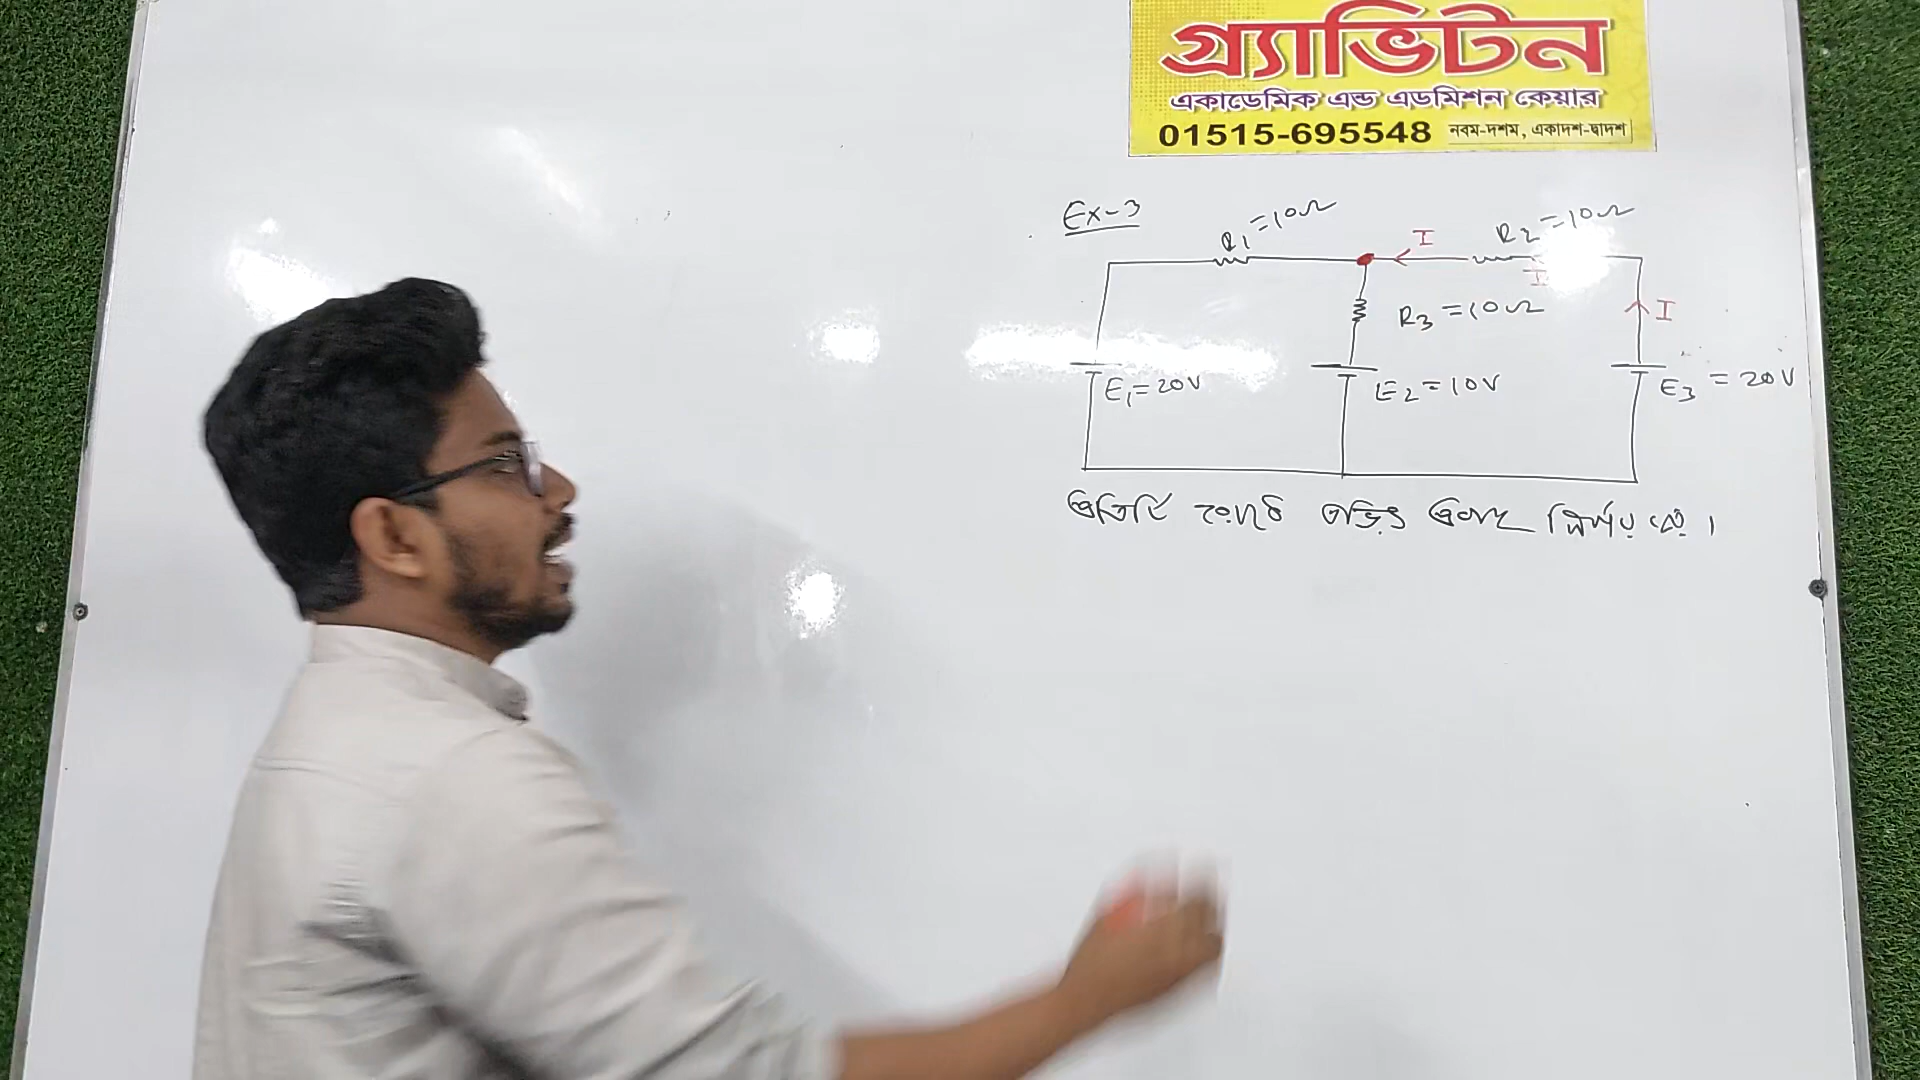 গ্র্যাভিটন
একাডেমিক এন্ড এডমিশন কেয়ার
01515-695548 নবম-দশম, একাদশ-দ্বাদশ
Ex-3
R1 =10Ω
I
R2 =10Ω
I
R3 =10Ω
I
E1=20V
E2=10V
E3 = 20V
প্রতিটি রোধে তড়িৎ প্রবাহ নির্ণয় কর।